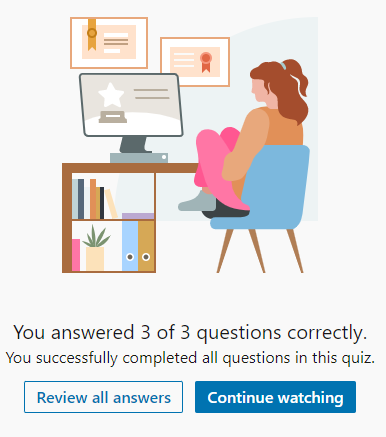 You answered 3 of 3 questions correctly.
You successfully completed all questions in this quiz.
Review all answers
Continue watching